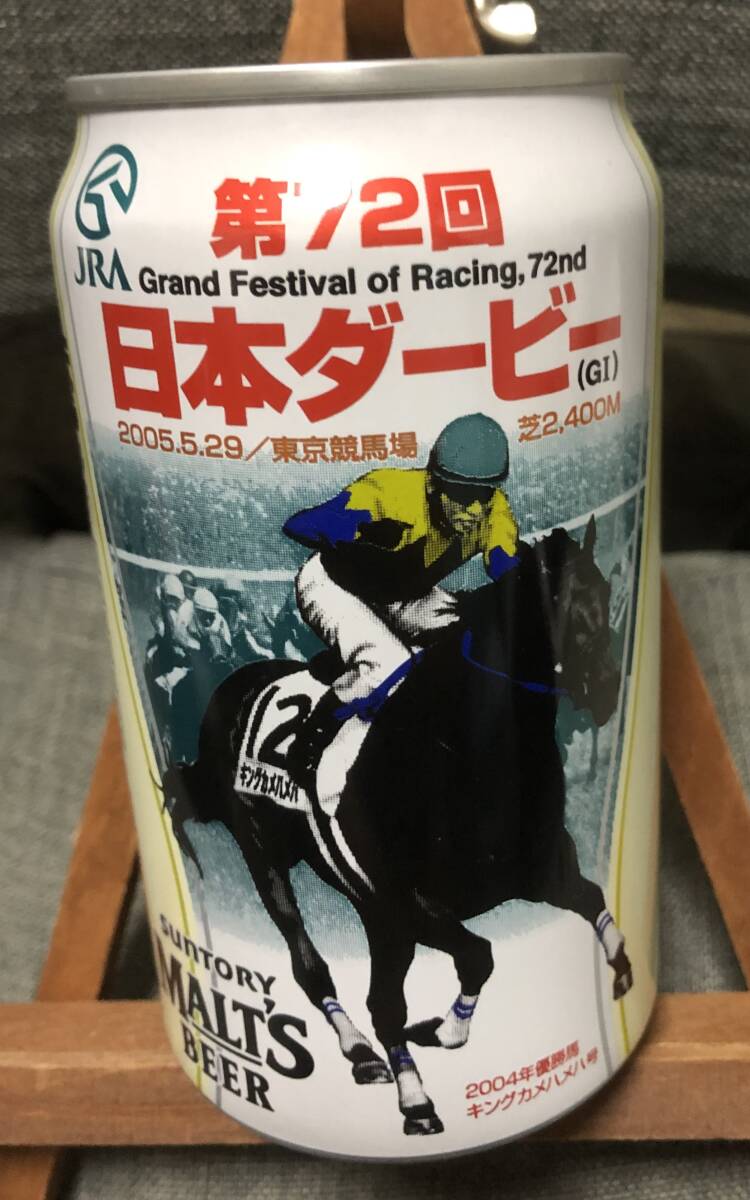 JRA
第72回
Grand Festival of Racing, 72nd
日本ダービー
(GI)
2005.5.29/東京競馬場
芝2,400M
12
キングカメハメハ
SUNTORY
MALT'S
BEER
2004年優勝馬
キングカメハメハ号